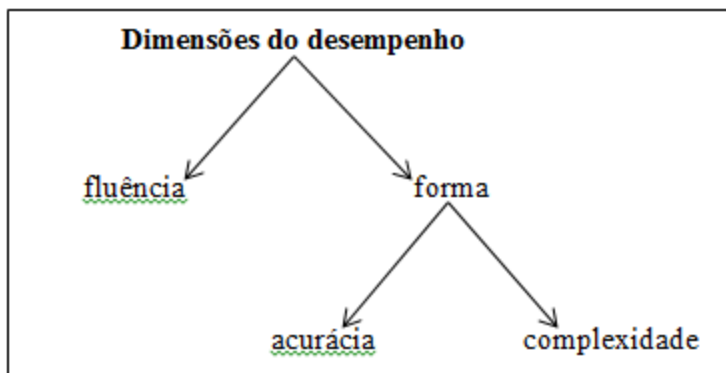 Dimensões do desempenho
fluência forma
acurácia complexidade